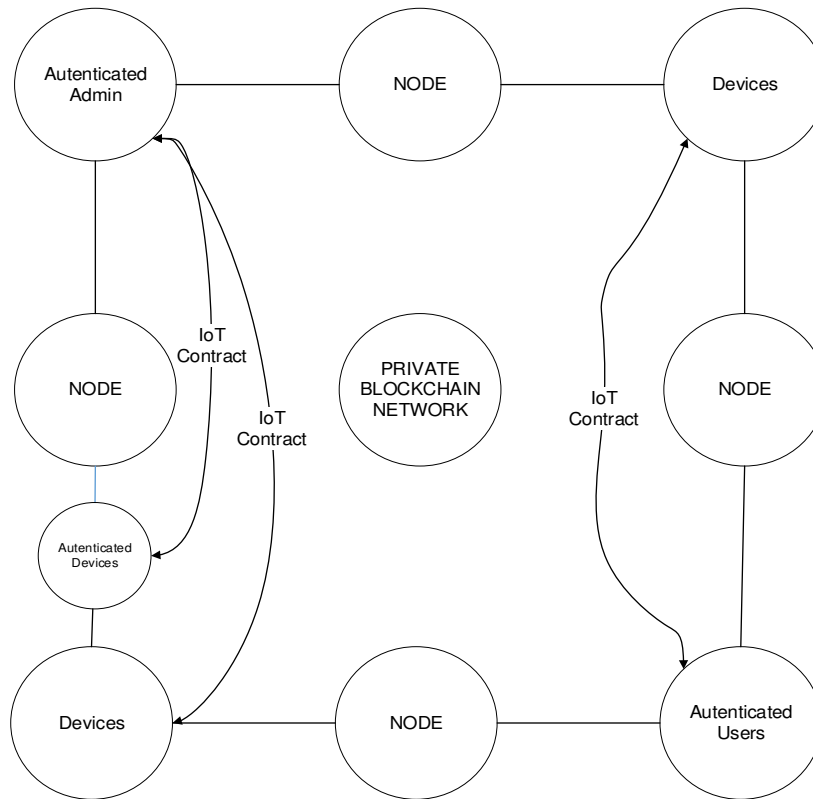 Autenticated
Admin
NODE
Devices
IoT
Contract
NODE
PRIVATE
BLOCKCHAIN
NETWORK
IoT
Contract
NODE
IoT
Contract
Autenticated
Devices
Devices
NODE
Autenticated
Users